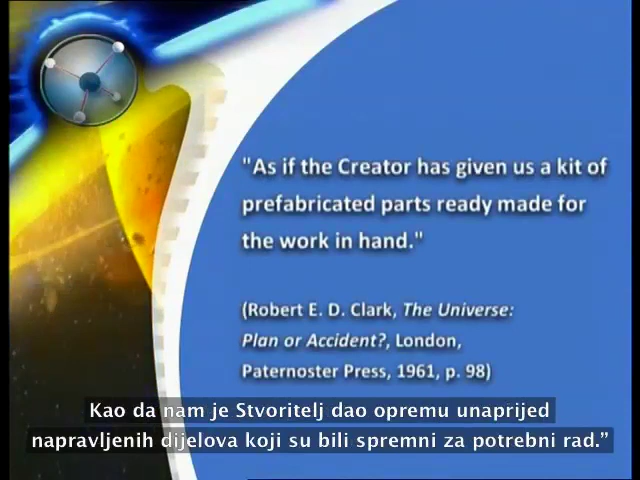 "As if the Creator has given us a kit of
prefabricated parts ready made for
the work in hand."
(Robert E. D. Clark, The Universe:
Plan or Accident?, London,
Paternoster Press, 1961, p. 98)
Kao da nam je Stvoritelj dao opremu unaprijed
napravljenih dijelova koji su bili spremni za potrebni rad.”